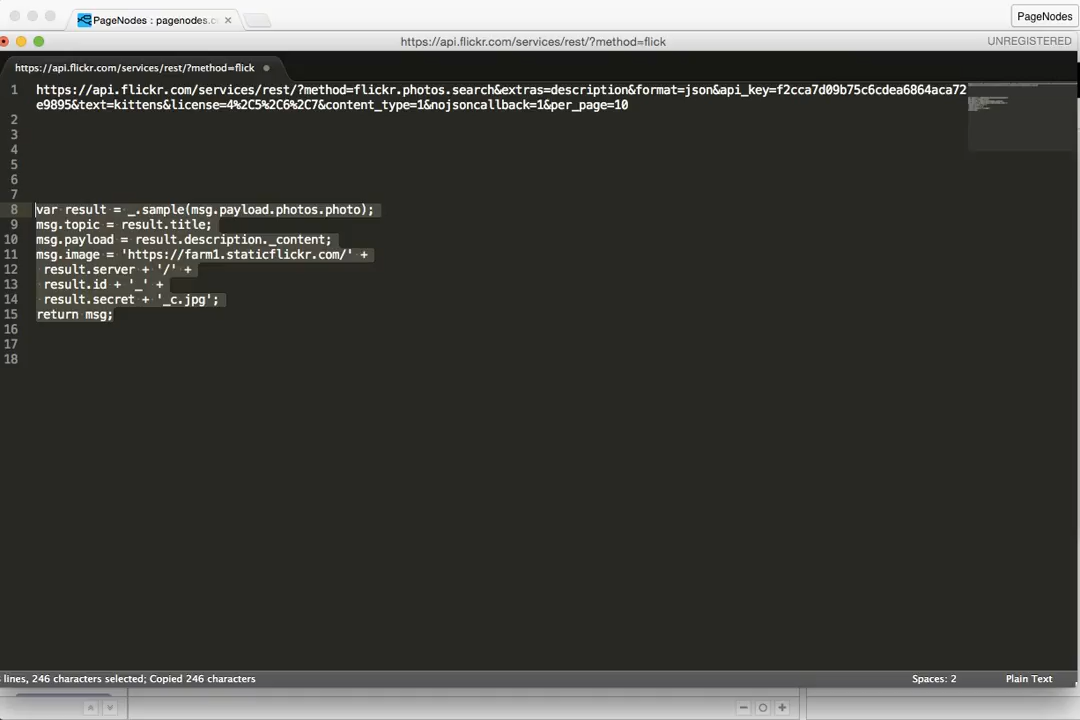 PageNodes : pagenodes.c
PageNodes
https://api.flickr.com/services/rest/?method=flick
UNREGISTERED
https://api.flickr.com/services/rest/?method=flick
1 https://api.flickr.com/services/rest/?method=flickr.photos.search&extras=description&format=json&api_key=f2cca7d09b75c6cdea6864aca72
e9895&text=kittens&license=4%2C5%2C6%2C7&content_type=1&nojsoncallback=1&per_page=10
2
3
4
5
6
7
8 var result = _.sample(msg.payload.photos.photo);
9 msg.topic = result.title;
10 msg.payload = result.description._content;
11 msg.image = 'https://farm1.staticflickr.com/' +
12 result.server + '/' +
13 result.id + '_' +
14 result.secret + '_c.jpg';
15 return msg;
16
17
18
lines, 246 characters selected; Copied 246 characters
Spaces: 2
Plain Text